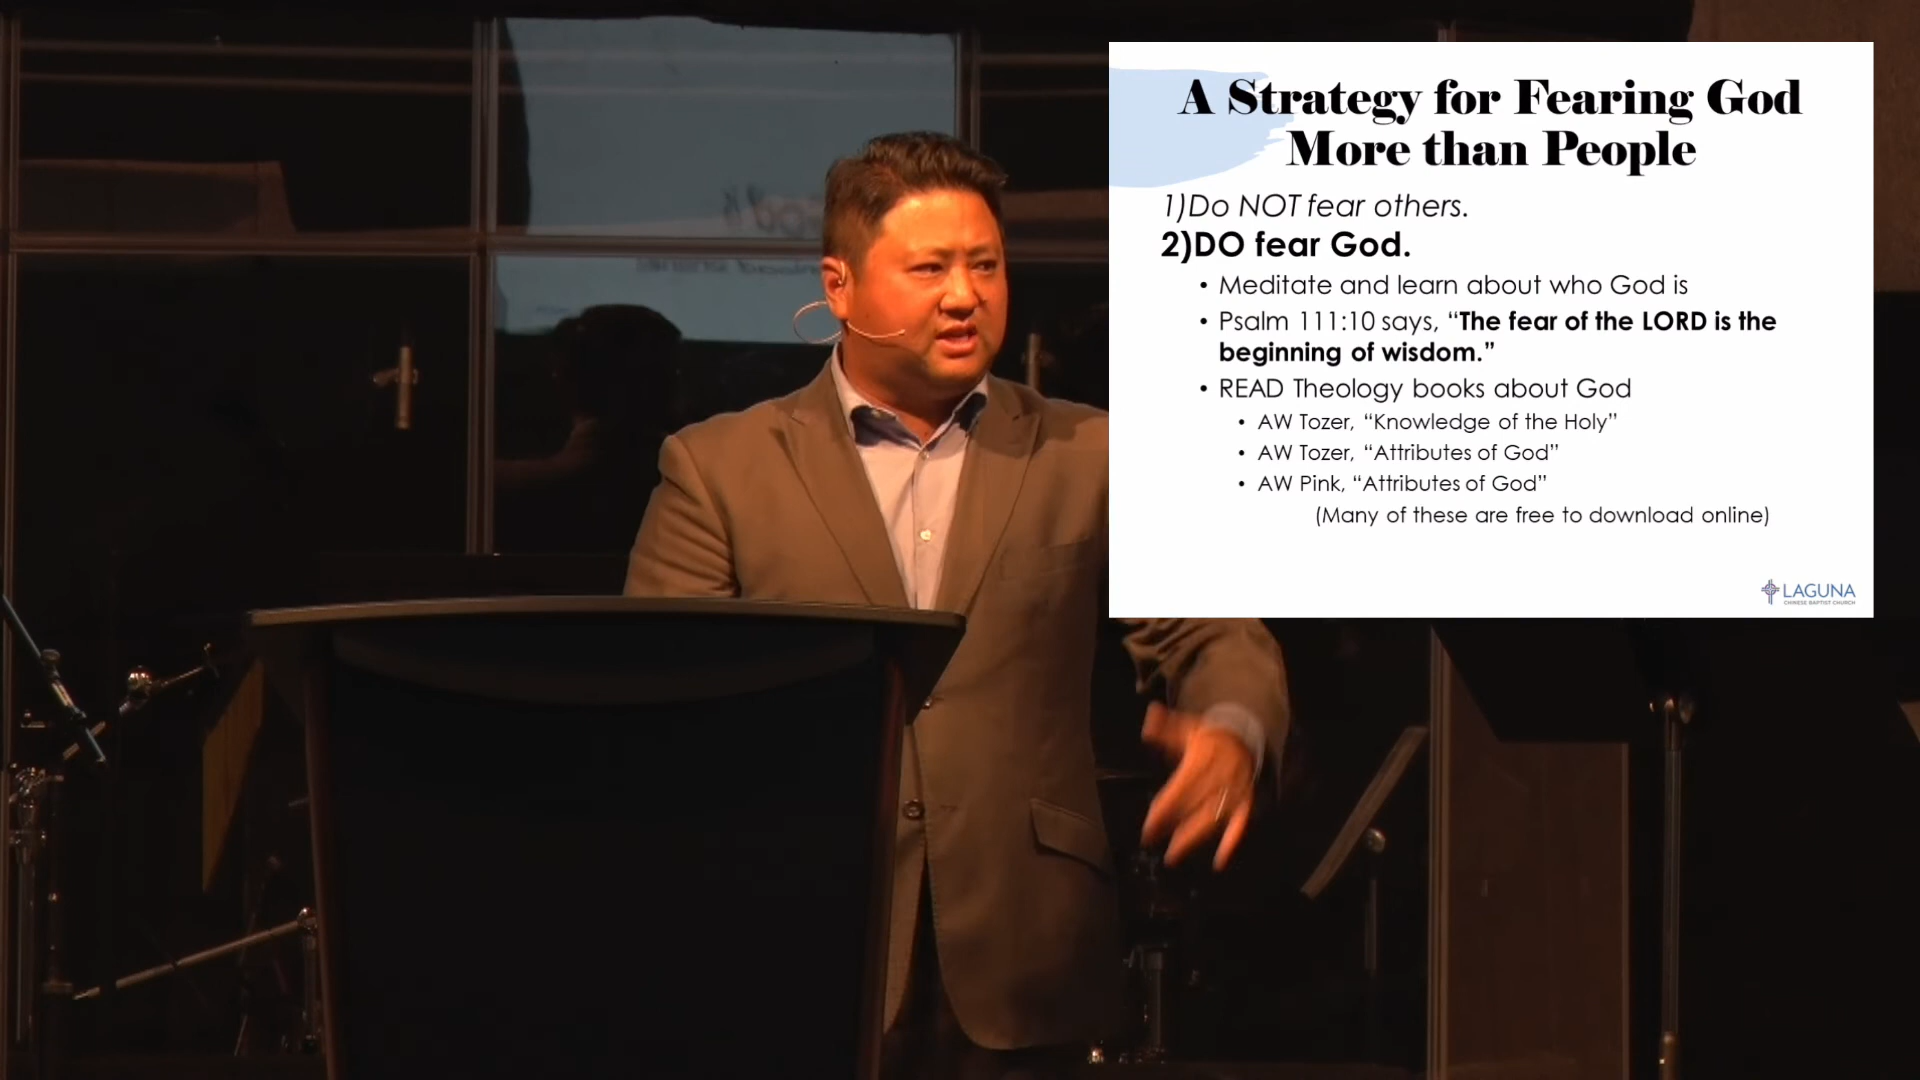 A Strategy for Fearing God
More than People
1)Do NOT fear others.
2)DO fear God.
• Meditate and learn about who God is
• Psalm 111:10 says, “The fear of the LORD is the
beginning of wisdom.”
• READ Theology books about God
• AW Tozer, “Knowledge of the Holy”
• AW Tozer, “Attributes of God”
• AW Pink, “Attributes of God”
(Many of these are free to download online)
LAGUNA
CHINESE BAPTIST CHURCH